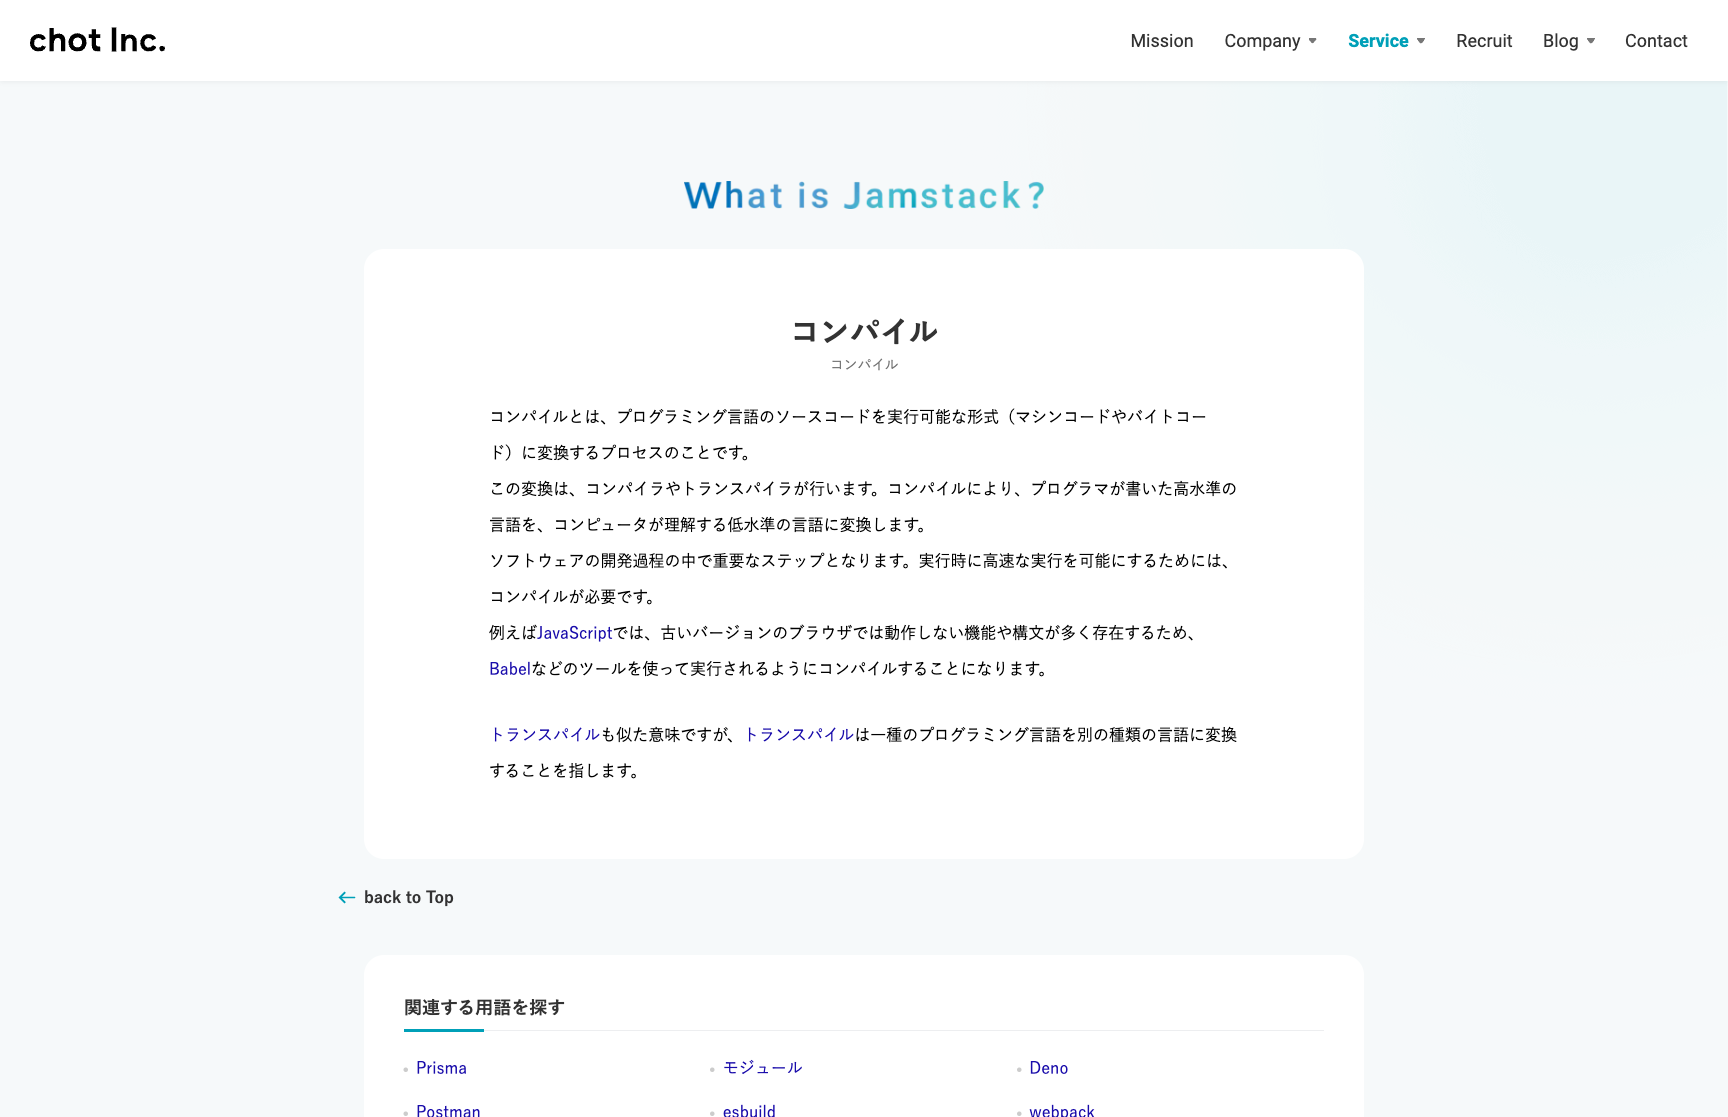 chot Inc.
Mission Company Service Recruit Blog Contact
What is Jamstack?
コンパイル
コンパイル
コンパイルとは、プログラミング言語のソースコードを実行可能な形式（マシンコードやバイトコー
ド）に変換するプロセスのことです。
この変換は、コンパイラやトランスパイラが行います。コンパイルにより、プログラマが書いた高水準の
言語を、コンピュータが理解する低水準の言語に変換します。
ソフトウェアの開発過程の中で重要なステップとなります。実行時に高速な実行を可能にするためには、
コンパイルが必要です。
例えばJavaScriptでは、古いバージョンのブラウザでは動作しない機能や構文が多く存在するため、
Babelなどのツールを使って実行されるようにコンパイルすることになります。
トランスパイルも似た意味ですが、トランスパイルは一種のプログラミング言語を別の種類の言語に変換
することを指します。
back to Top
関連する用語を探す
Prisma モジュール Deno
Postman esbuild webpack